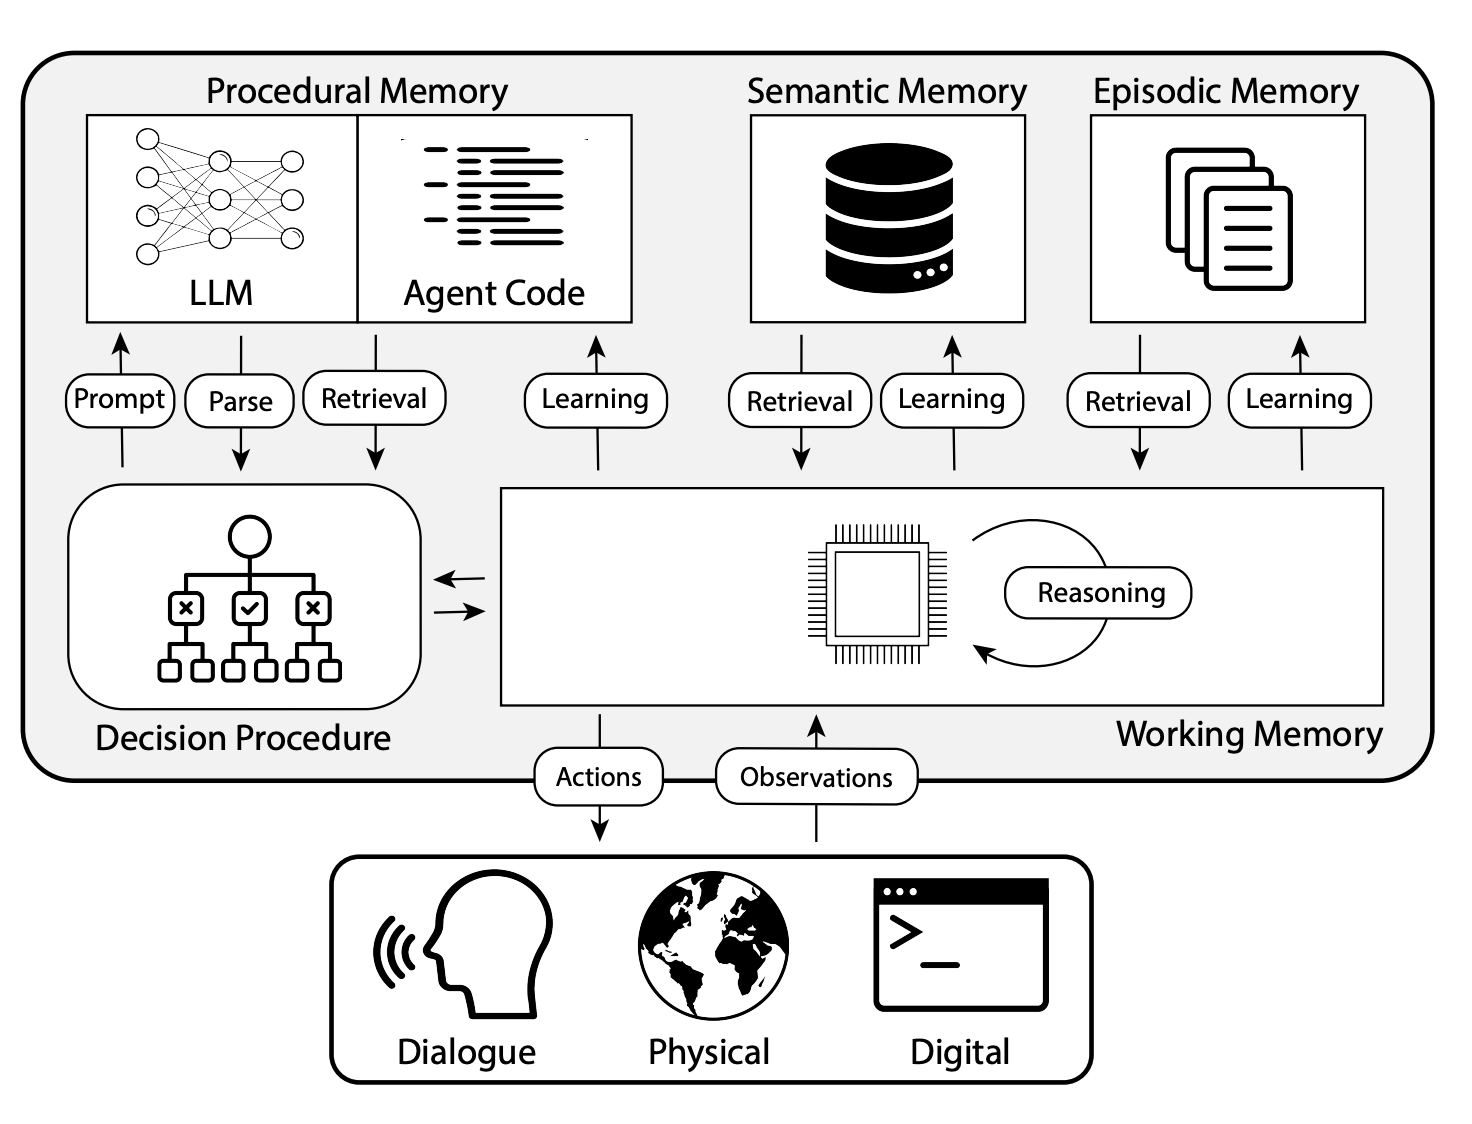 Procedural Memory
Semantic Memory
Episodic Memory
LLM
Agent Code
Prompt
Parse
Retrieval
Learning
Retrieval
Learning
Retrieval
Learning
Reasoning
Decision Procedure
Working Memory
Actions
Observations
>_
Dialogue
Physical
Digital